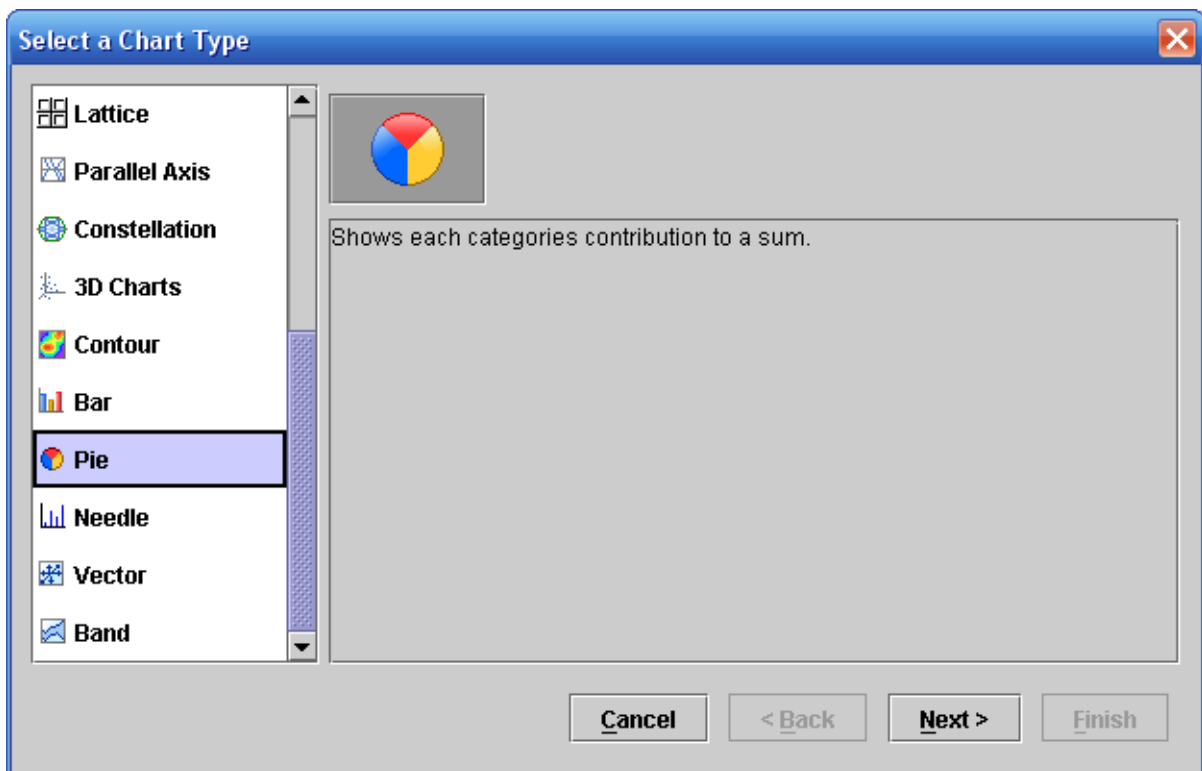 Select a Chart Type
Lattice
Parallel Axis
Constellation
3D Charts
Contour
Bar
Pie
Needle
Vector
Band
Shows each categories contribution to a sum.
Cancel
< Back
Next >
Finish